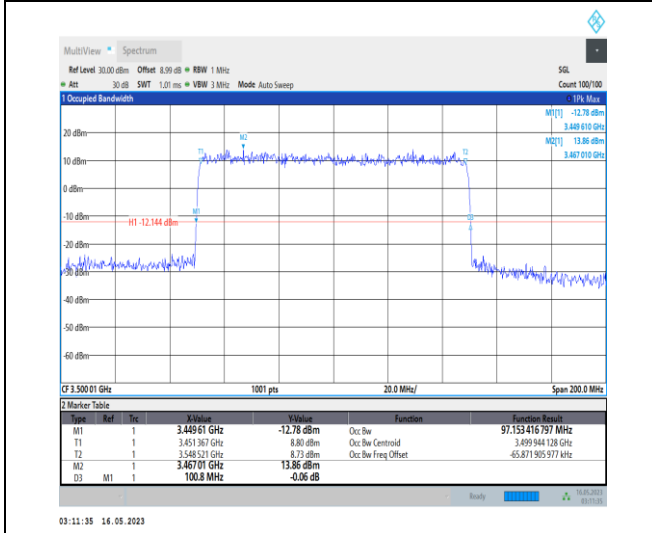 MultiView Spectrum
Ref Level 30.00 dBm Offset 8.99 dB RBW 1 MHz SGL
Att 30 dB SWT 1.01 ms VBW 3 MHz Mode Auto Sweep Count 100/100
1 Occupied Bandwidth 1Pk Max
M1[1] -12.78 dBm
3.449 610 GHz
M2[1] 13.86 dBm
3.467 010 GHz
20 dBm
M2
T1
T2
10 dBm
0 dBm
-10 dBm
M1
D3
H1 -12.144 dBm
-20 dBm
-30 dBm
-40 dBm
-50 dBm
-60 dBm
CF 3.500 01 GHz 1001 pts 20.0 MHz/ Span 200.0 MHz
2 Marker Table
Type Ref Trc X-Value Y-Value Function Function Result
M1 1 3.449 61 GHz -12.78 dBm Occ Bw 97.153 416 797 MHz
T1 1 3.451 367 GHz 8.80 dBm Occ Bw Centroid 3.499 944 128 GHz
T2 1 3.548 521 GHz 8.73 dBm Occ Bw Freq Offset -65.871 905 977 kHz
M2 1 3.467 01 GHz 13.86 dBm
D3 M1 1 100.8 MHz -0.06 dB
Ready 16.05.2023
03:11:35
03:11:35 16.05.2023